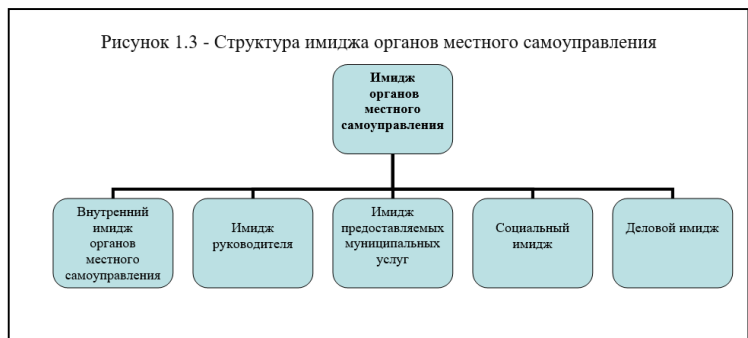 Рисунок 1.3 - Структура имиджа органов местного самоуправления
Имидж
органов
местного
самоуправления
Внутренний
имидж
органов
местного
самоуправления
Имидж
руководителя
Имидж
предоставляемых
муниципальных
услуг
Социальный
имидж
Деловой имидж